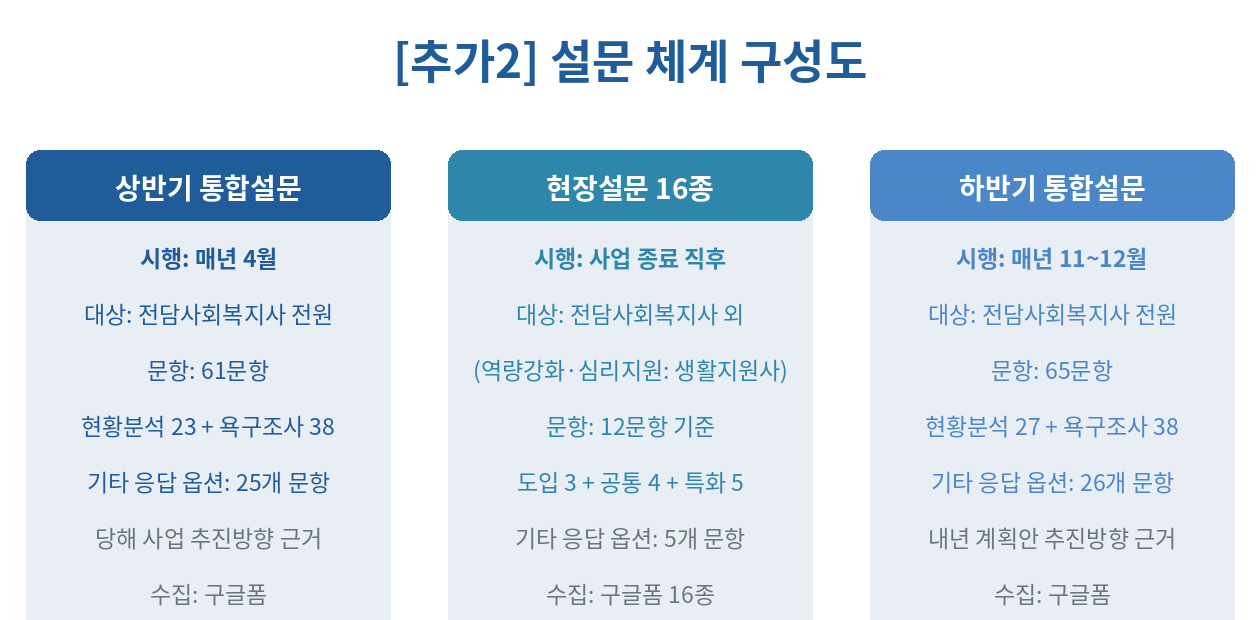 [추가2] 설문 체계 구성도
상반기 통합설문
시행: 매년 4월
대상: 전담사회복지사 전원
문항: 61문항
현황분석 23 + 욕구조사 38
기타 응답 옵션: 25개 문항
당해 사업 추진방향 근거
수집: 구글폼
현장설문 16종
시행: 사업 종료 직후
대상: 전담사회복지사 외
(역량강화·심리지원: 생활지원사)
문항: 12문항 기준
도입 3 + 공통 4 + 특화 5
기타 응답 옵션: 5개 문항
수집: 구글폼 16종
하반기 통합설문
시행: 매년 11~12월
대상: 전담사회복지사 전원
문항: 65문항
현황분석 27 + 욕구조사 38
기타 응답 옵션: 26개 문항
내년 계획안 추진방향 근거
수집: 구글폼